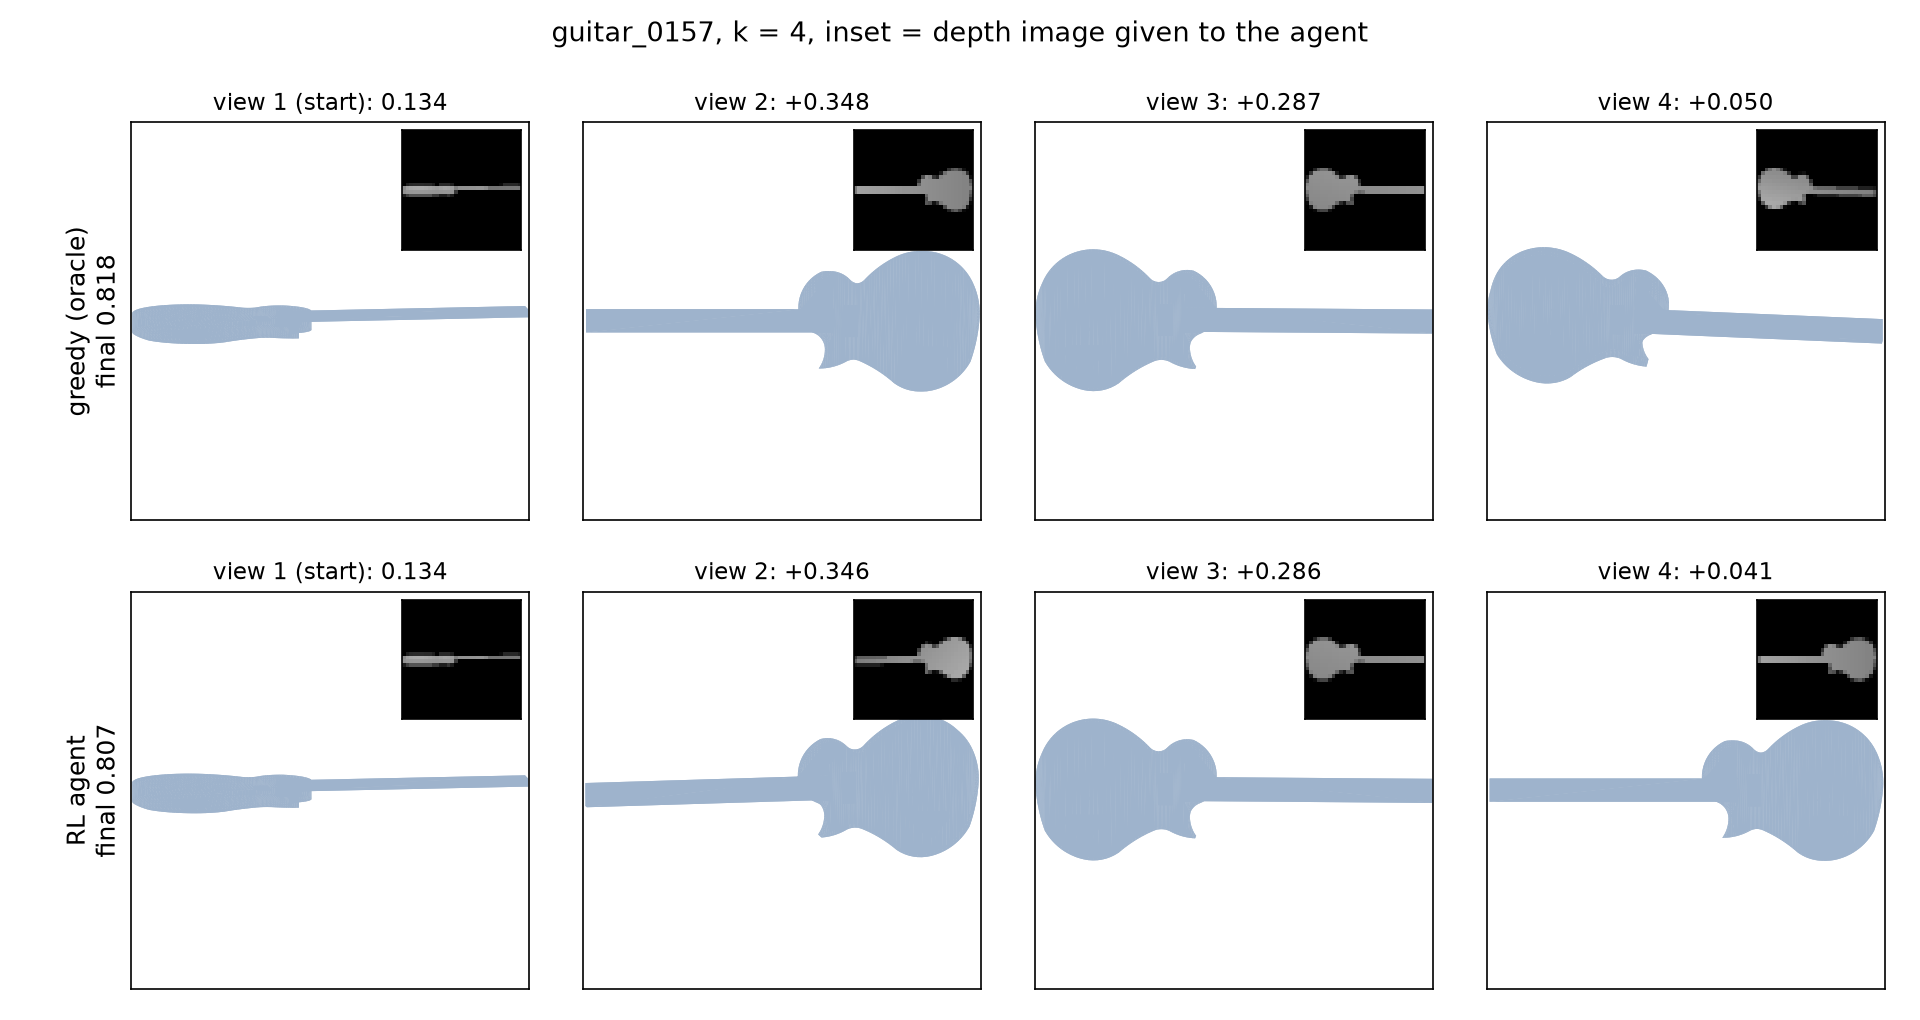 guitar_0157, k = 4, inset = depth image given to the agent
view 1 (start): 0.134
view 2: +0.348
view 3: +0.287
view 4: +0.050
greedy (oracle)
final 0.818
view 1 (start): 0.134
view 2: +0.346
view 3: +0.286
view 4: +0.041
RL agent
final 0.807